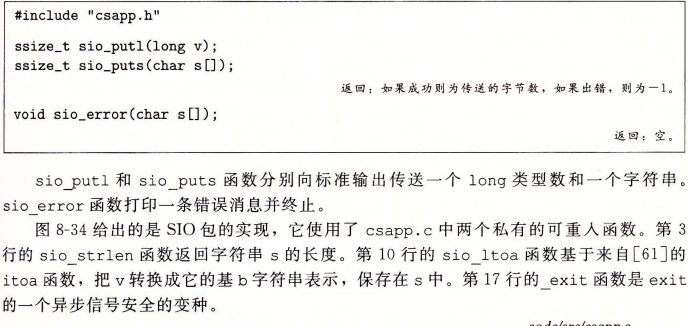 #include "csapp.h"
ssize_t sio_putl(long v);
ssize_t sio_puts(char s[]);
返回：如果成功则为传送的字节数，如果出错，则为-1。
void sio_error(char s[]);
返回：空。
sio_putl 和 sio_puts 函数分别向标准输出传送一个 long 类型数和一个字符串。
sio_error 函数打印一条错误消息并终止。
图 8-34 给出的是 SIO 包的实现，它使用了 csapp.c 中两个私有的可重入函数。第 3
行的 sio_strlen 函数返回字符串 s 的长度。第 10 行的 sio_ltoa 函数基于来自[61]的
itoa 函数，把 v 转换成它的基 b 字符串表示，保存在 s 中。第 17 行的_exit 函数是 exit
的一个异步信号安全的变种。
code/src/csapp.c